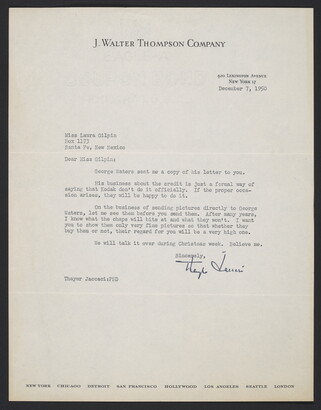 J. WALTER THOMPSON COMPANY
420 LEXINGTON AVENUE
NEW YORK 17
December 7, 1950
Miss Laura Gilpin
Box 1173
Santa Fe, New Mexico
Dear Miss Gilpin:
George Waters sent me a copy of his letter to you.
His business about the credit is just a formal way of
saying that Kodak don't do it officially. If the proper occa-
sion arises, they will be happy to do it.
On the business of sending pictures directly to George
Waters, let me see them before you send them. After many years,
I know what the chaps will bite at and what they won't. I want
you to show them only very fine pictures so that whether they
buy them or not, their regard for you will be a very high one.
We will talk it over during Christmas week. Believe me.
Sincerely,
Thayer Jaccaci:
NEW YORK CHICAGO DETROIT SAN FRANCISCO HOLLYWOOD LOS ANGELES SEATTLE LONDON